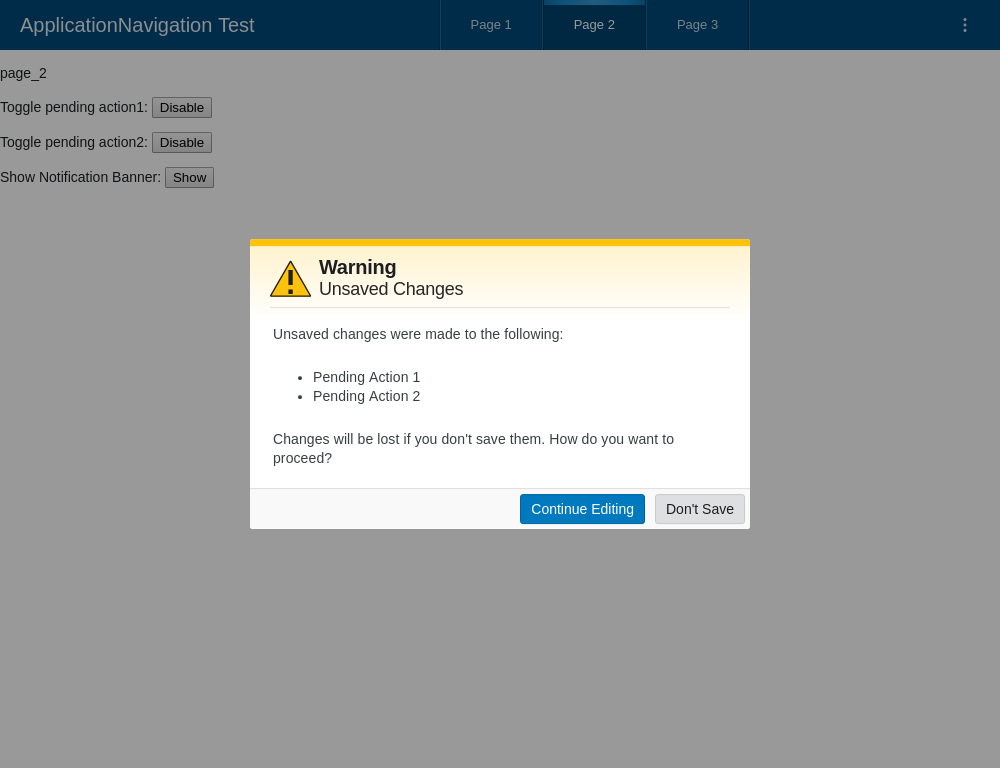 ApplicationNavigation Test
Page 1
Page 2
Page 3
page_2
Toggle pending action1: Disable
Toggle pending action2: Disable
Show Notification Banner: Show
Warning
Unsaved Changes
Unsaved changes were made to the following:
• Pending Action 1
• Pending Action 2
Changes will be lost if you don't save them. How do you want to
proceed?
Continue Editing
Don't Save